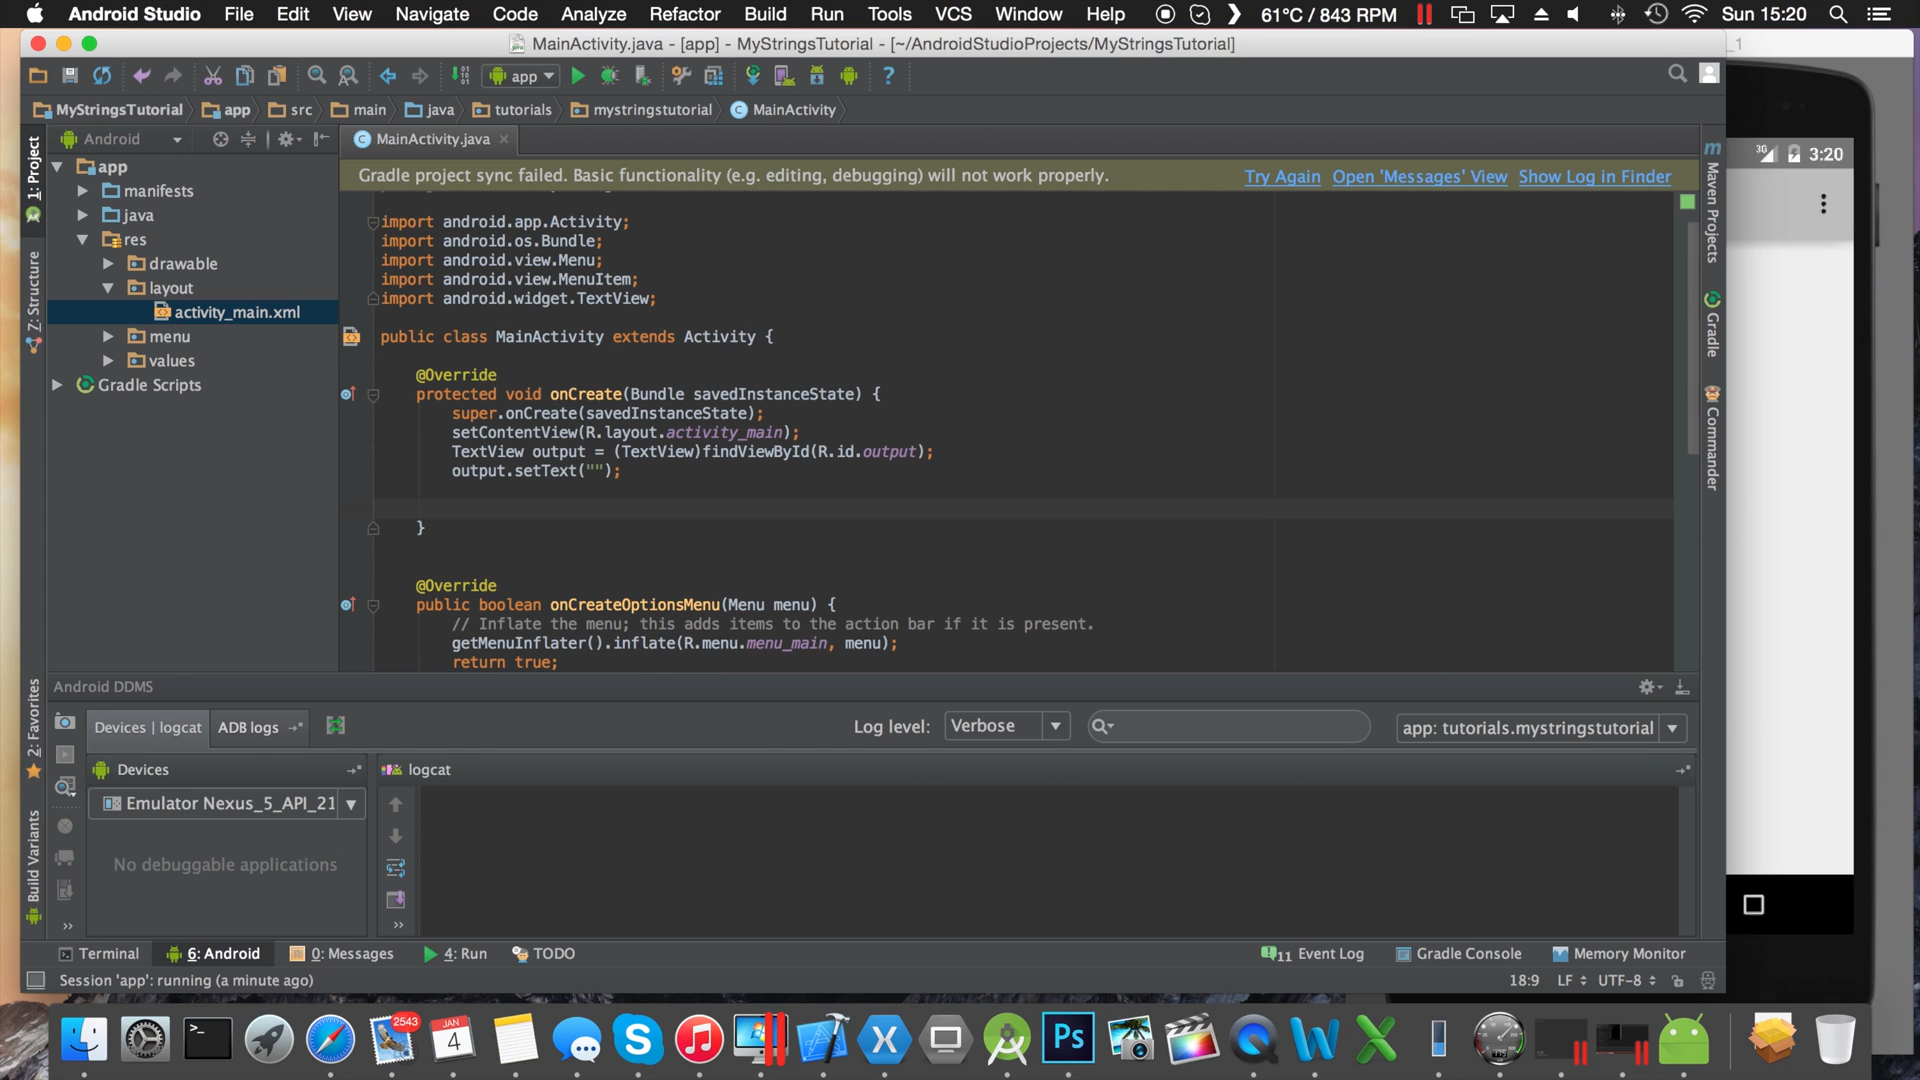 Android Studio File Edit View Navigate Code Analyze Refactor Build Run Tools VCS Window Help 61°C / 843 RPM Sun 15:20
MainActivity.java - [app] - MyStringsTutorial - [~/AndroidStudioProjects/MyStringsTutorial]
app
MyStringsTutorial app src main java tutorials mystringstutorial MainActivity
Android
MainActivity.java
Gradle project sync failed. Basic functionality (e.g. editing, debugging) will not work properly. Try Again Open 'Messages' View Show Log in Finder
1: Project
Z: Structure
2: Favorites
Build Variants
app
manifests
java
res
drawable
layout
activity_main.xml
menu
values
Gradle Scripts
import android.app.Activity;
import android.os.Bundle;
import android.view.Menu;
import android.view.MenuItem;
import android.widget.TextView;
public class MainActivity extends Activity {
@Override
protected void onCreate(Bundle savedInstanceState) {
super.onCreate(savedInstanceState);
setContentView(R.layout.activity_main);
TextView output = (TextView)findViewById(R.id.output);
output.setText("");
}
@Override
public boolean onCreateOptionsMenu(Menu menu) {
// Inflate the menu; this adds items to the action bar if it is present.
getMenuInflater().inflate(R.menu.menu_main, menu);
return true;
Maven Projects
Gradle
Commander
3G 3:20
Android DDMS
Devices | logcat ADB logs Log level: Verbose app: tutorials.mystringstutorial
Devices logcat
Emulator Nexus_5_API_21
No debuggable applications
Terminal 6: Android 0: Messages 4: Run TODO 11 Event Log Gradle Console Memory Monitor
Session 'app': running (a minute ago) 18:9 LF UTF-8
2543
JAN
4
Ps